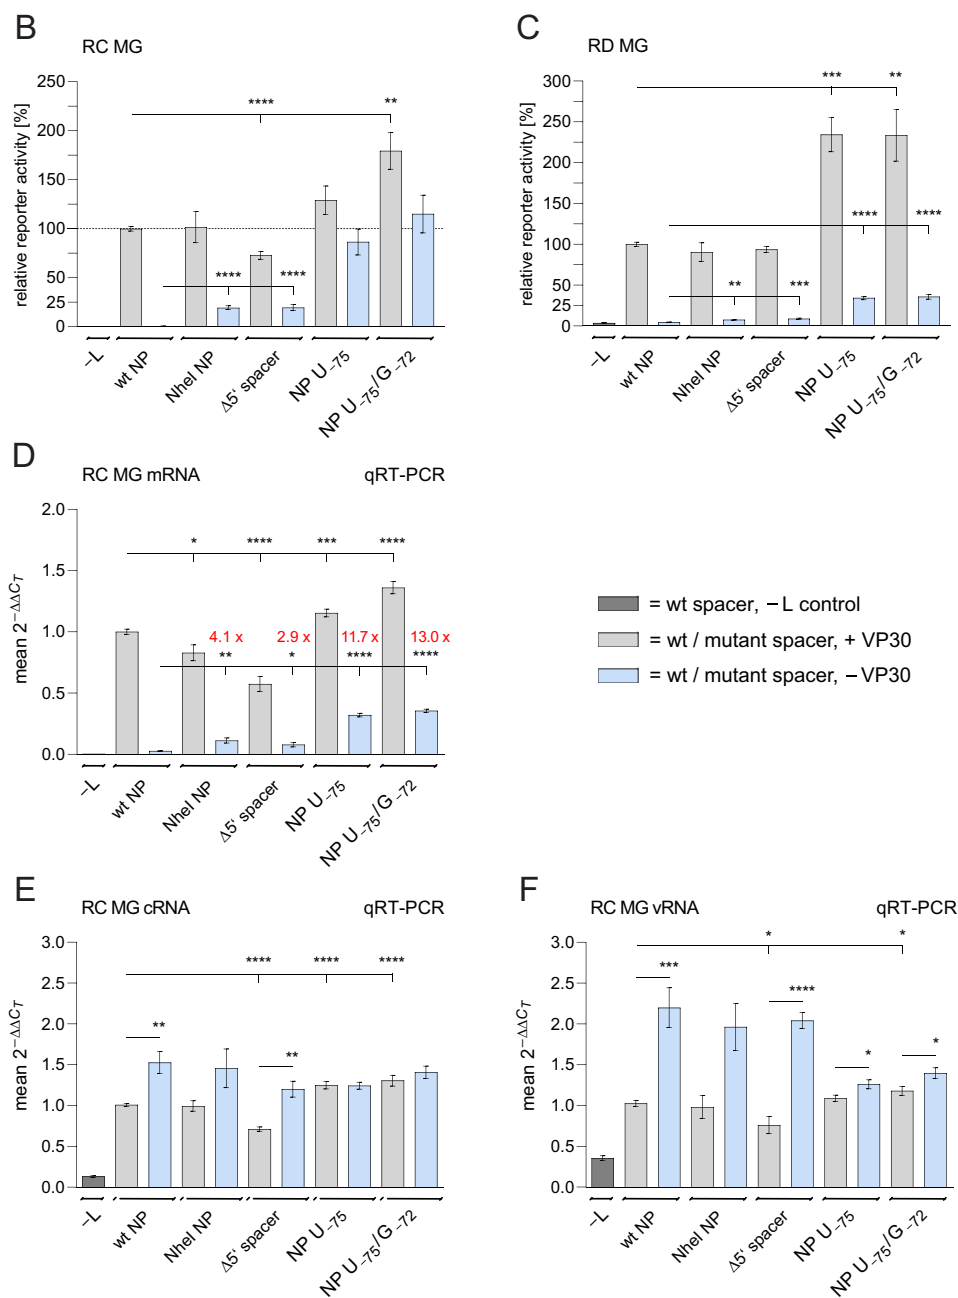 B
RC MG
relative reporter activity [%]
250
200
150
100
50
25
0
****
**
****
****
–L
wt NP
NheI NP
Δ5' spacer
NP U–75
NP U–75/G–72
C
RD MG
relative reporter activity [%]
300
250
200
150
100
50
25
0
***
**
****
****
**
***
–L
wt NP
NheI NP
Δ5' spacer
NP U–75
NP U–75/G–72
D
RC MG mRNA
qRT-PCR
mean 2–ΔΔCT
2.0
1.5
1.0
0.5
0.0
*
****
***
****
4.1 x
2.9 x
11.7 x
13.0 x
**
*
****
****
–L
wt NP
NheI NP
Δ5' spacer
NP U–75
NP U–75/G–72
= wt spacer, –L control
= wt / mutant spacer, + VP30
= wt / mutant spacer, –VP30
E
RC MG cRNA
qRT-PCR
mean 2–ΔΔCT
3.0
2.5
2.0
1.5
1.0
0.5
0.0
****
****
****
**
**
–L
wt NP
NheI NP
Δ5' spacer
NP U–75
NP U–75/G–72
F
RC MG vRNA
qRT-PCR
mean 2–ΔΔCT
3.0
2.5
2.0
1.5
1.0
0.5
0.0
*
*
***
****
*
*
–L
wt NP
NheI NP
Δ5' spacer
NP U–75
NP U–75/G–72